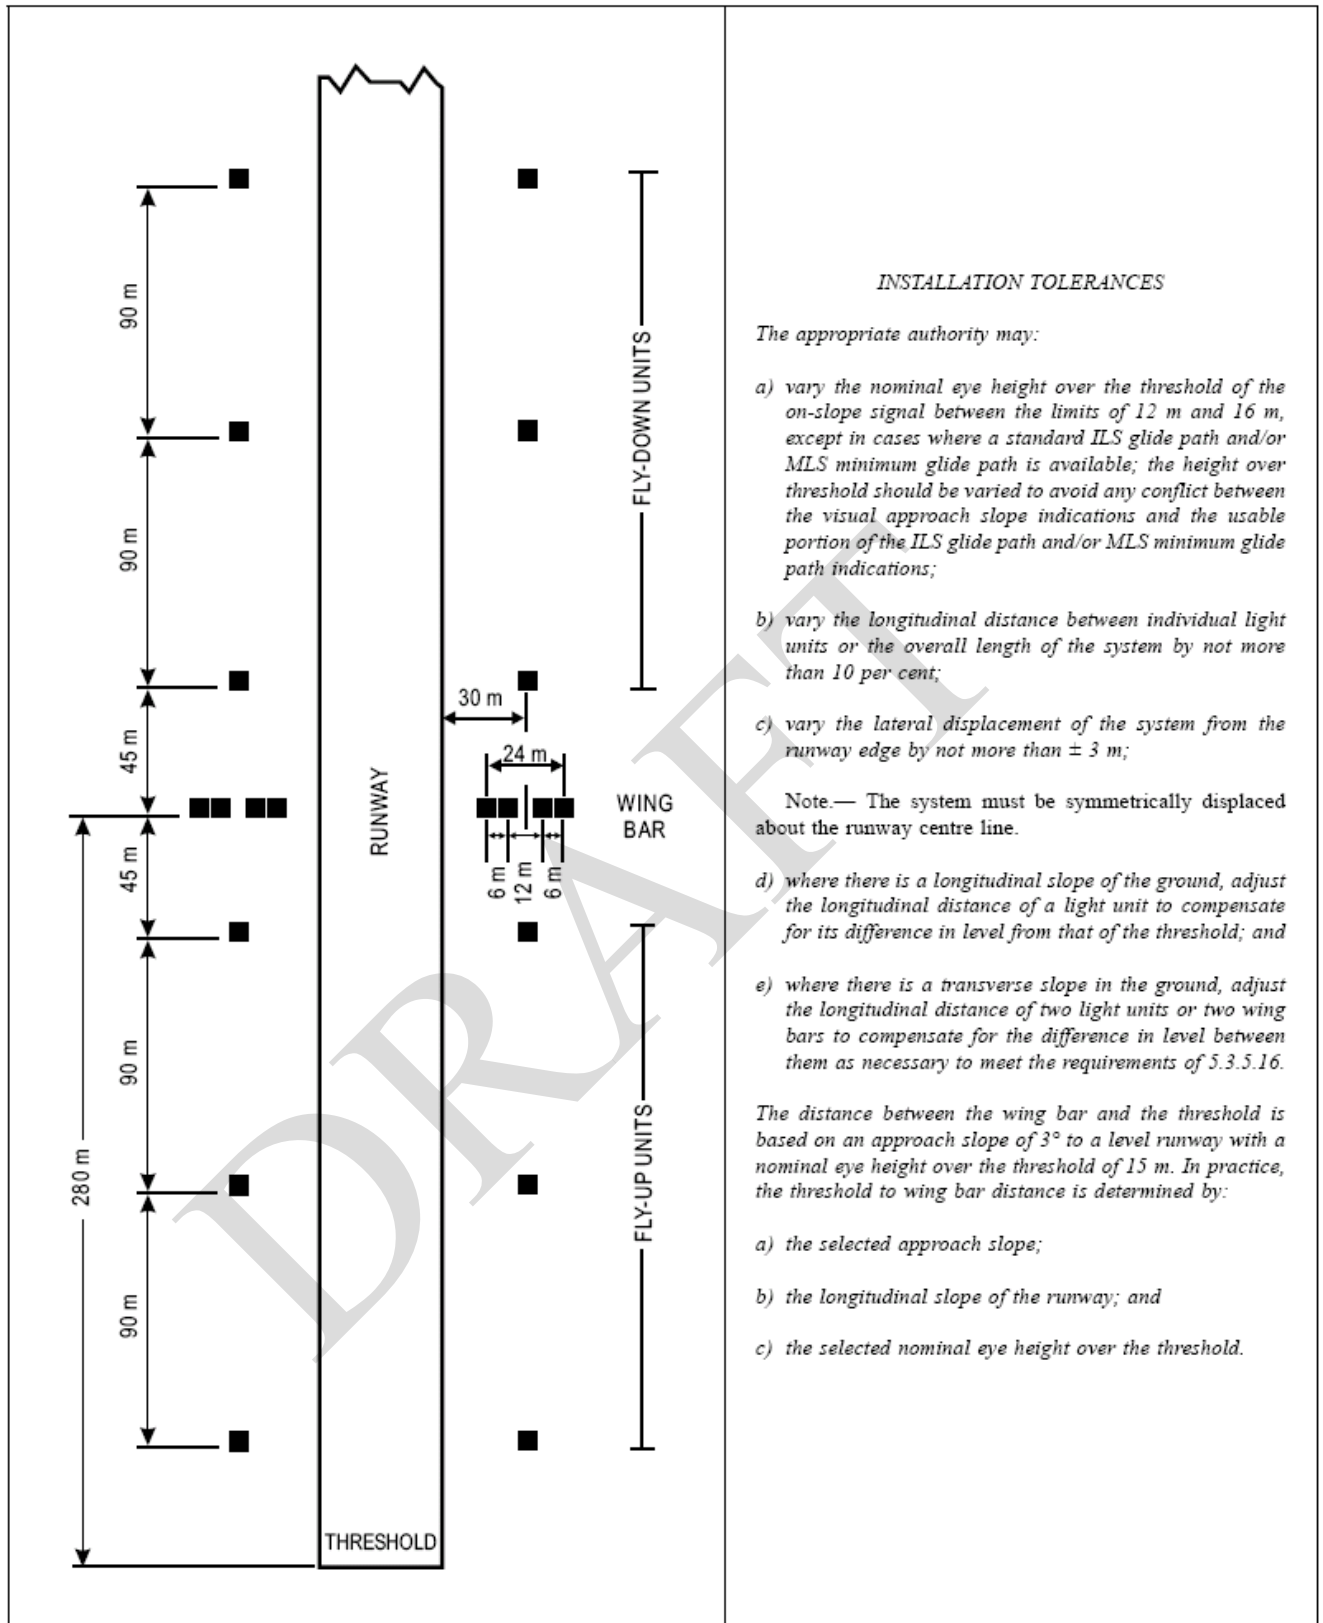 90 m
90 m
45 m
45 m
90 m
90 m
280 m
RUNWAY
THRESHOLD
30 m
24 m
6 m
12 m
6 m
WING
BAR
FLY-DOWN UNITS
FLY-UP UNITS
INSTALLATION TOLERANCES
The appropriate authority may:
a) vary the nominal eye height over the threshold of the
on-slope signal between the limits of 12 m and 16 m,
except in cases where a standard ILS glide path and/or
MLS minimum glide path is available; the height over
threshold should be varied to avoid any conflict between
the visual approach slope indications and the usable
portion of the ILS glide path and/or MLS minimum glide
path indications;
b) vary the longitudinal distance between individual light
units or the overall length of the system by not more
than 10 per cent;
c) vary the lateral displacement of the system from the
runway edge by not more than ± 3 m;
Note.— The system must be symmetrically displaced
about the runway centre line.
d) where there is a longitudinal slope of the ground, adjust
the longitudinal distance of a light unit to compensate
for its difference in level from that of the threshold; and
e) where there is a transverse slope in the ground, adjust
the longitudinal distance of two light units or two wing
bars to compensate for the difference in level between
them as necessary to meet the requirements of 5.3.5.16.
The distance between the wing bar and the threshold is
based on an approach slope of 3° to a level runway with a
nominal eye height over the threshold of 15 m. In practice,
the threshold to wing bar distance is determined by:
a) the selected approach slope;
b) the longitudinal slope of the runway; and
c) the selected nominal eye height over the threshold.
DRAFT